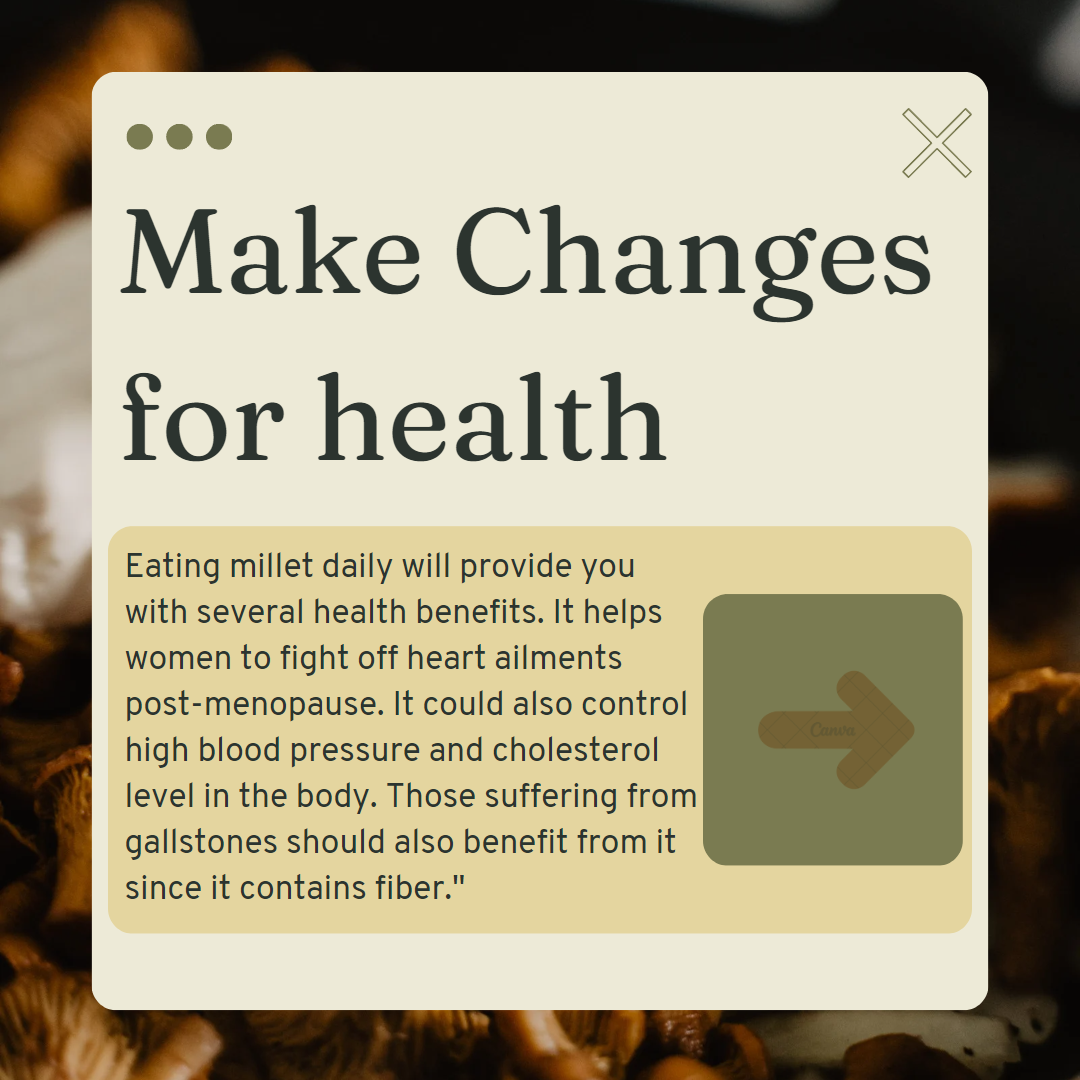 Make Changes
for health
Eating millet daily will provide you
with several health benefits. It helps
women to fight off heart ailments
post-menopause. It could also control
high blood pressure and cholesterol
level in the body. Those suffering from
gallstones should also benefit from it
since it contains fiber."
Canva